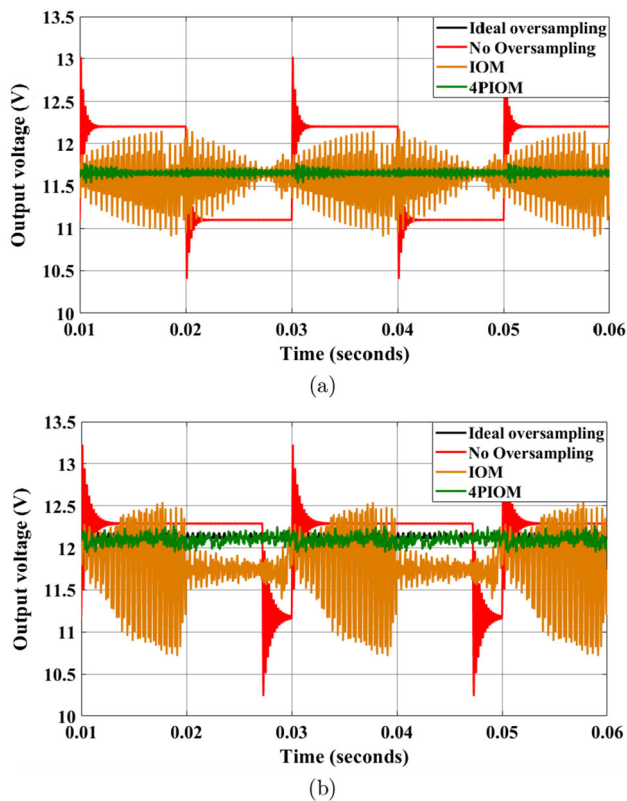 Output voltage (V)
13.5
13
12.5
12
11.5
11
10.5
10
0.01 0.02 0.03 0.04 0.05 0.06
Time (seconds)
Ideal oversampling
No Oversampling
IOM
4PIOM
(a)
Output voltage (V)
13.5
13
12.5
12
11.5
11
10.5
10
0.01 0.02 0.03 0.04 0.05 0.06
Time (seconds)
Ideal oversampling
No Oversampling
IOM
4PIOM
(b)